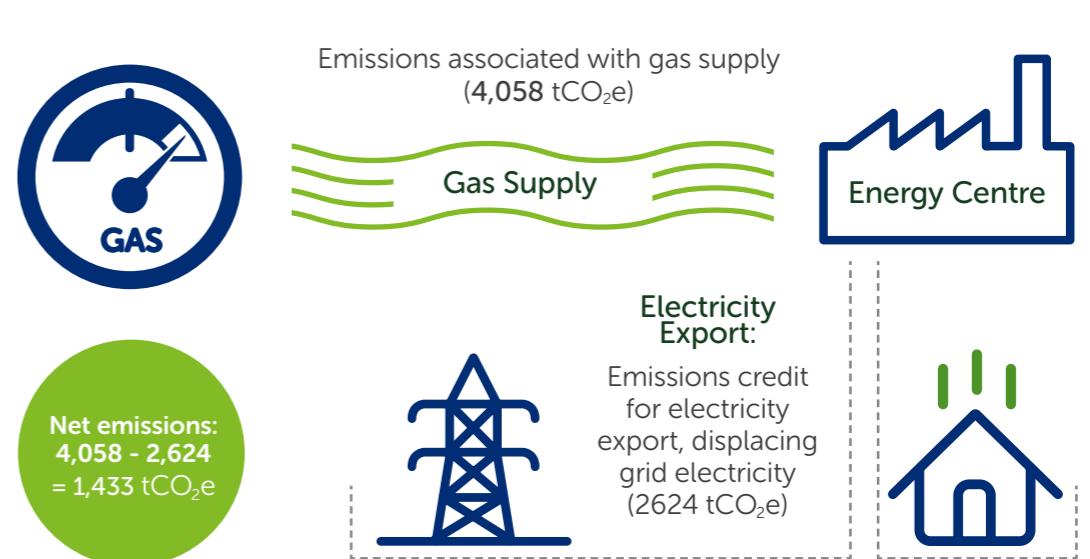 Emissions associated with gas supply
(4,058 tCO₂e)
GAS
Gas Supply
Energy Centre
Electricity
Export:
Emissions credit
for electricity
export, displacing
grid electricity
(2624 tCO₂e)
Net emissions:
4,058 - 2,624
= 1,433 tCO₂e